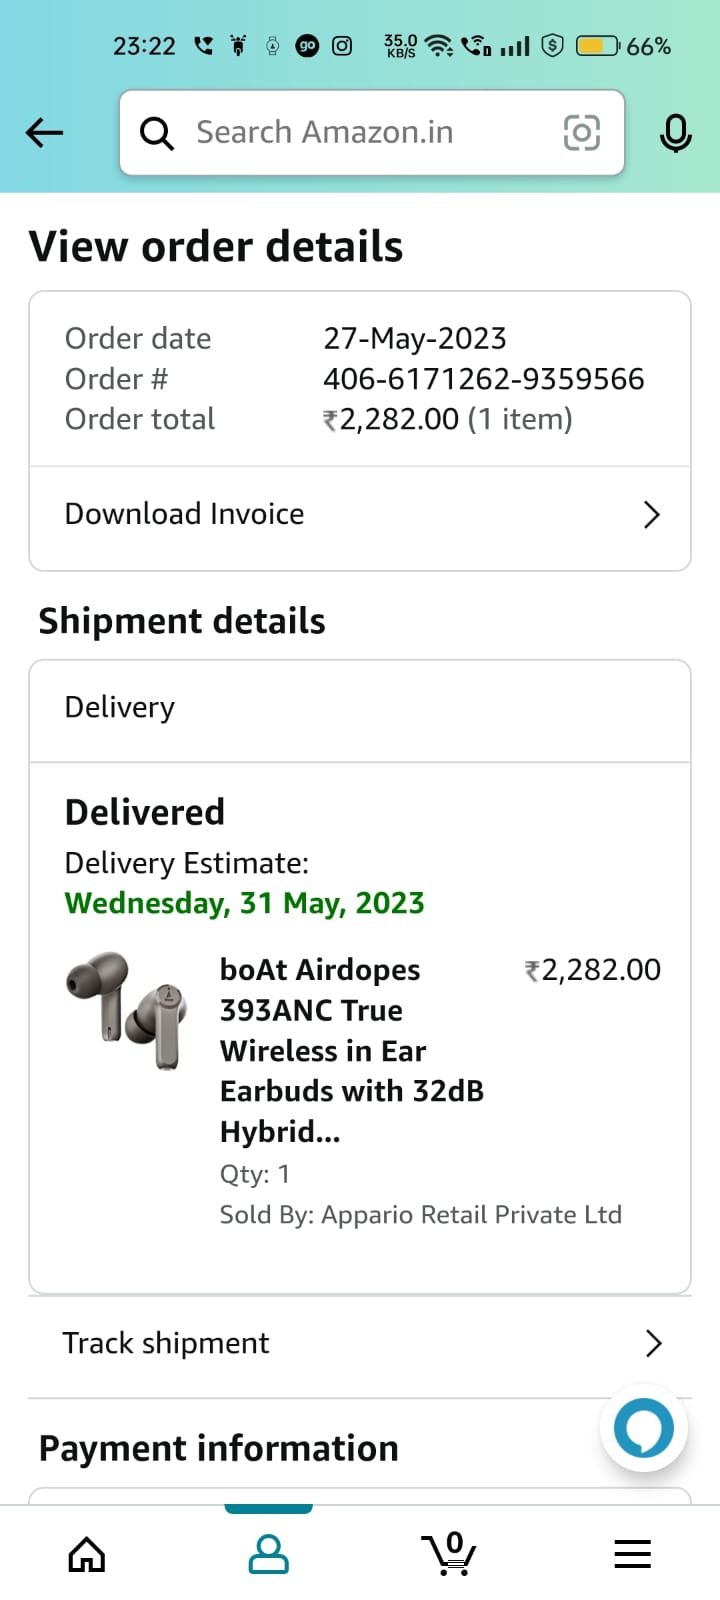 23:22
go
35.0
KB/S
66%
Search Amazon.in
View order details
Order date 27-May-2023
Order # 406-6171262-9359566
Order total ₹2,282.00 (1 item)
Download Invoice
Shipment details
Delivery
Delivered
Delivery Estimate:
Wednesday, 31 May, 2023
boAt Airdopes ₹2,282.00
393ANC True
Wireless in Ear
Earbuds with 32dB
Hybrid...
Qty: 1
Sold By: Appario Retail Private Ltd
Track shipment
Payment information
0